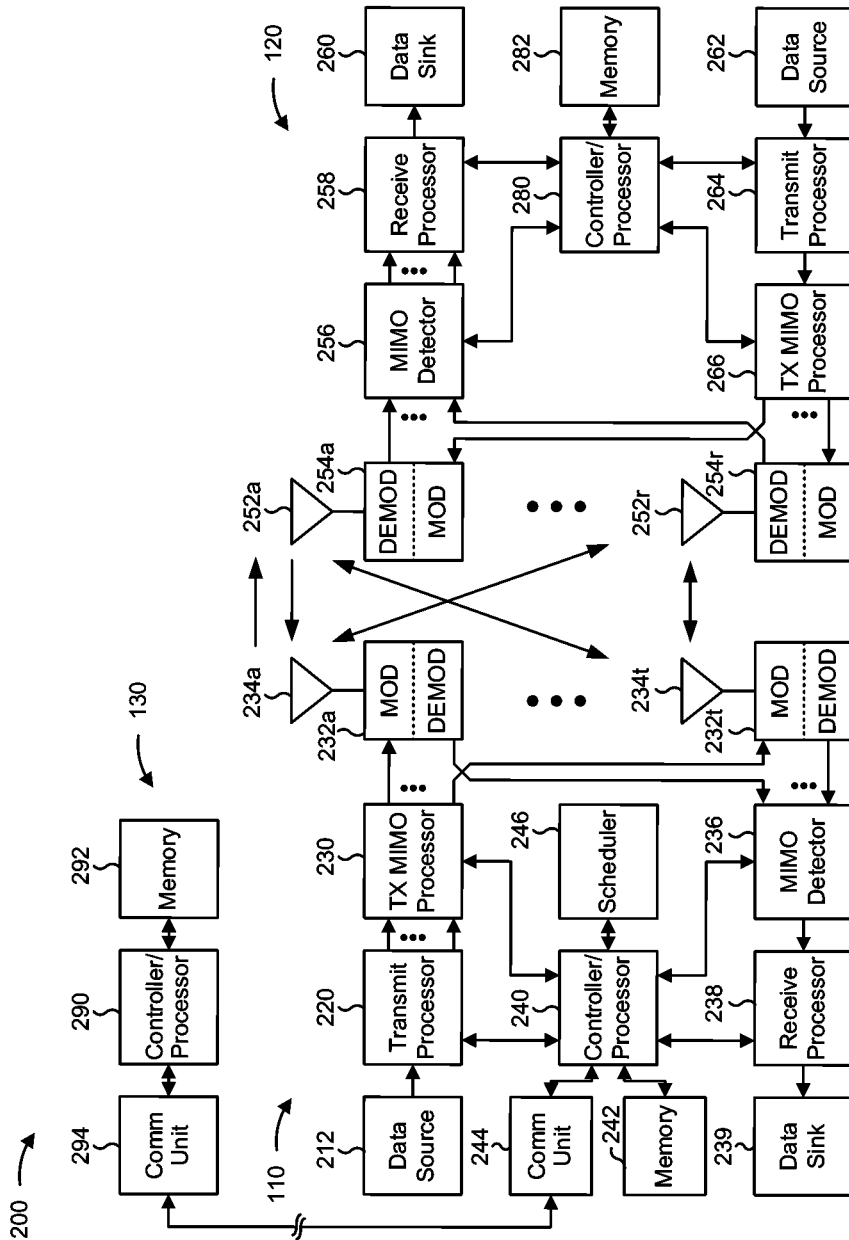 200
130
294
290
292
Comm
Unit
Controller/
Processor
Memory
110
120
212
220
230
232a
234a
252a
254a
256
258
260
Data
Source
Transmit
Processor
TX MIMO
Processor
MOD
DEMOD
DEMOD
MOD
MIMO
Detector
Receive
Processor
Data
Sink
244
240
246
280
282
Comm
Unit
242
Memory
Controller/
Processor
Scheduler
Controller/
Processor
Memory
239
238
236
232t
234t
252r
254r
266
264
262
Data
Sink
Receive
Processor
MIMO
Detector
MOD
DEMOD
DEMOD
MOD
TX MIMO
Processor
Transmit
Processor
Data
Source